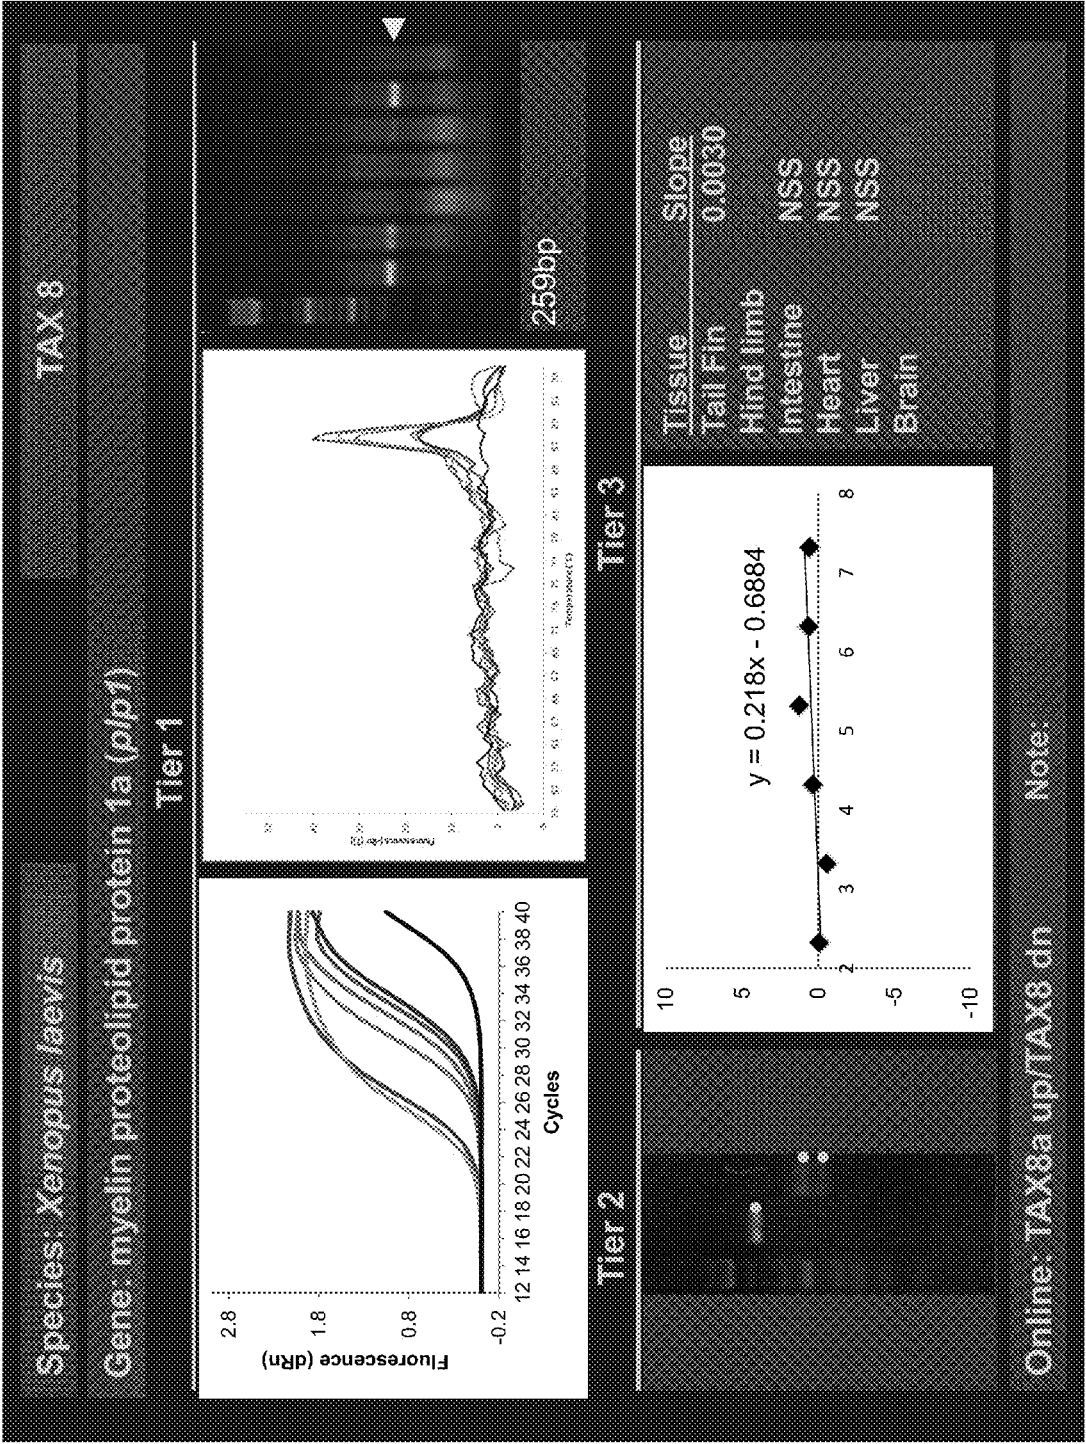 Species: Xenopus laevis
TAX 8
Gene: myelin proteolipid protein 1a (plp1)
Tier 1
Fluorescence (dRn)
2.8
1.8
0.8
-0.2
12 14 16 18 20 22 24 26 28 30 32 34 36 38 40
Cycles
259bp
Tier 2
Tier 3
10
5
0
-5
-10
2 3 4 5 6 7 8
y = 0.218x - 0.6884
Tissue Slope
Tail Fin 0.0030
Hind limb
Intestine NSS
Heart NSS
Liver NSS
Brain
Online: TAX8a up/TAX8 dn Note: